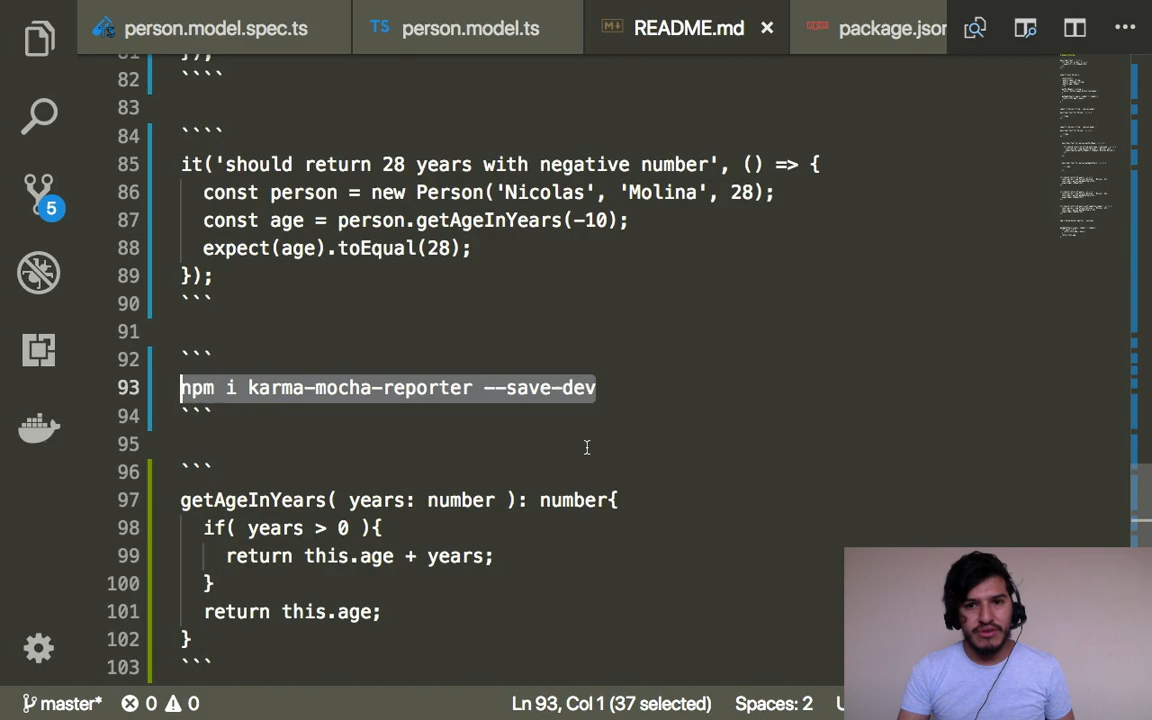 person.model.spec.ts
TS person.model.ts
README.md
package.json
81 });
82 ````
83
84 ````
85 it('should return 28 years with negative number', () => {
86 const person = new Person('Nicolas', 'Molina', 28);
87 const age = person.getAgeInYears(-10);
88 expect(age).toEqual(28);
89 });
90 ```
91
92 ```
93 npm i karma-mocha-reporter --save-dev
94 ```
95
96 ```
97 getAgeInYears( years: number ): number{
98 if( years > 0 ){
99 return this.age + years;
100 }
101 return this.age;
102 }
103 ```
5
master* 0 0 Ln 93, Col 1 (37 selected) Spaces: 2